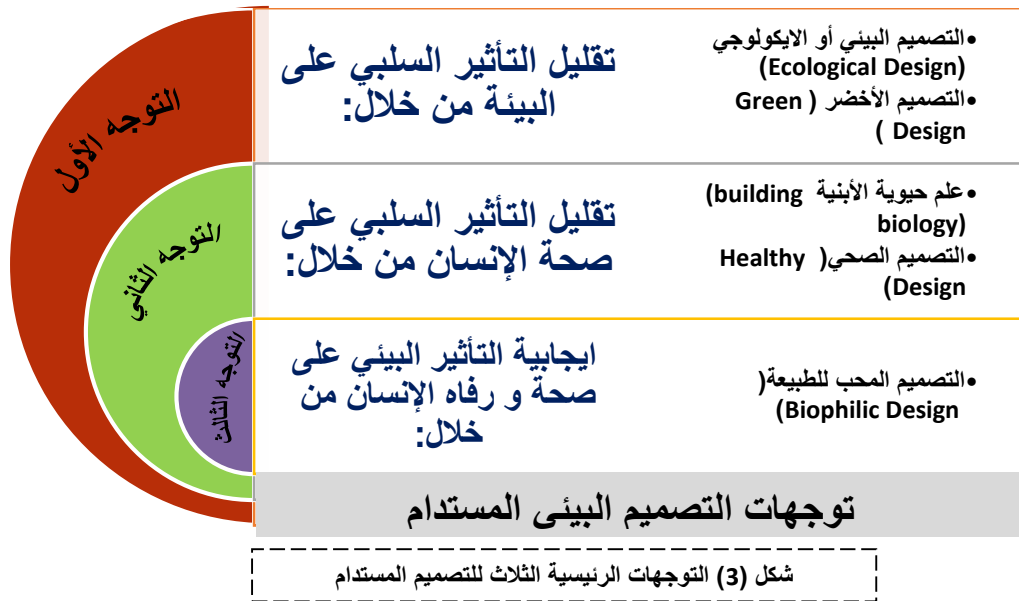 التوجه الأول
تقليل التأثير السلبي على
البيئة من خلال:
•التصميم البيئي أو الايكولوجي
(Ecological Design)
•التصميم الأخضر ( Green
Design )
التوجه الثاني
تقليل التأثير السلبي على
صحة الإنسان من خلال:
•علم حيوية الأبنية (building
biology)
•التصميم الصحي( Healthy
Design)
التوجه الثالث
ايجابية التأثير البيئي على
صحة و رفاه الإنسان من
خلال:
•التصميم المحب للطبيعة(
Biophilic Design)
توجهات التصميم البيئى المستدام
شكل (3) التوجهات الرئيسية الثلاث للتصميم المستدام